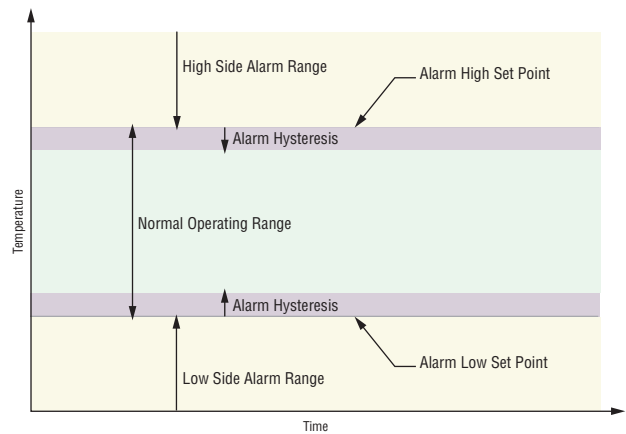 High Side Alarm Range
Alarm High Set Point
Alarm Hysteresis
Temperature
Normal Operating Range
Alarm Hysteresis
Alarm Low Set Point
Low Side Alarm Range
Time